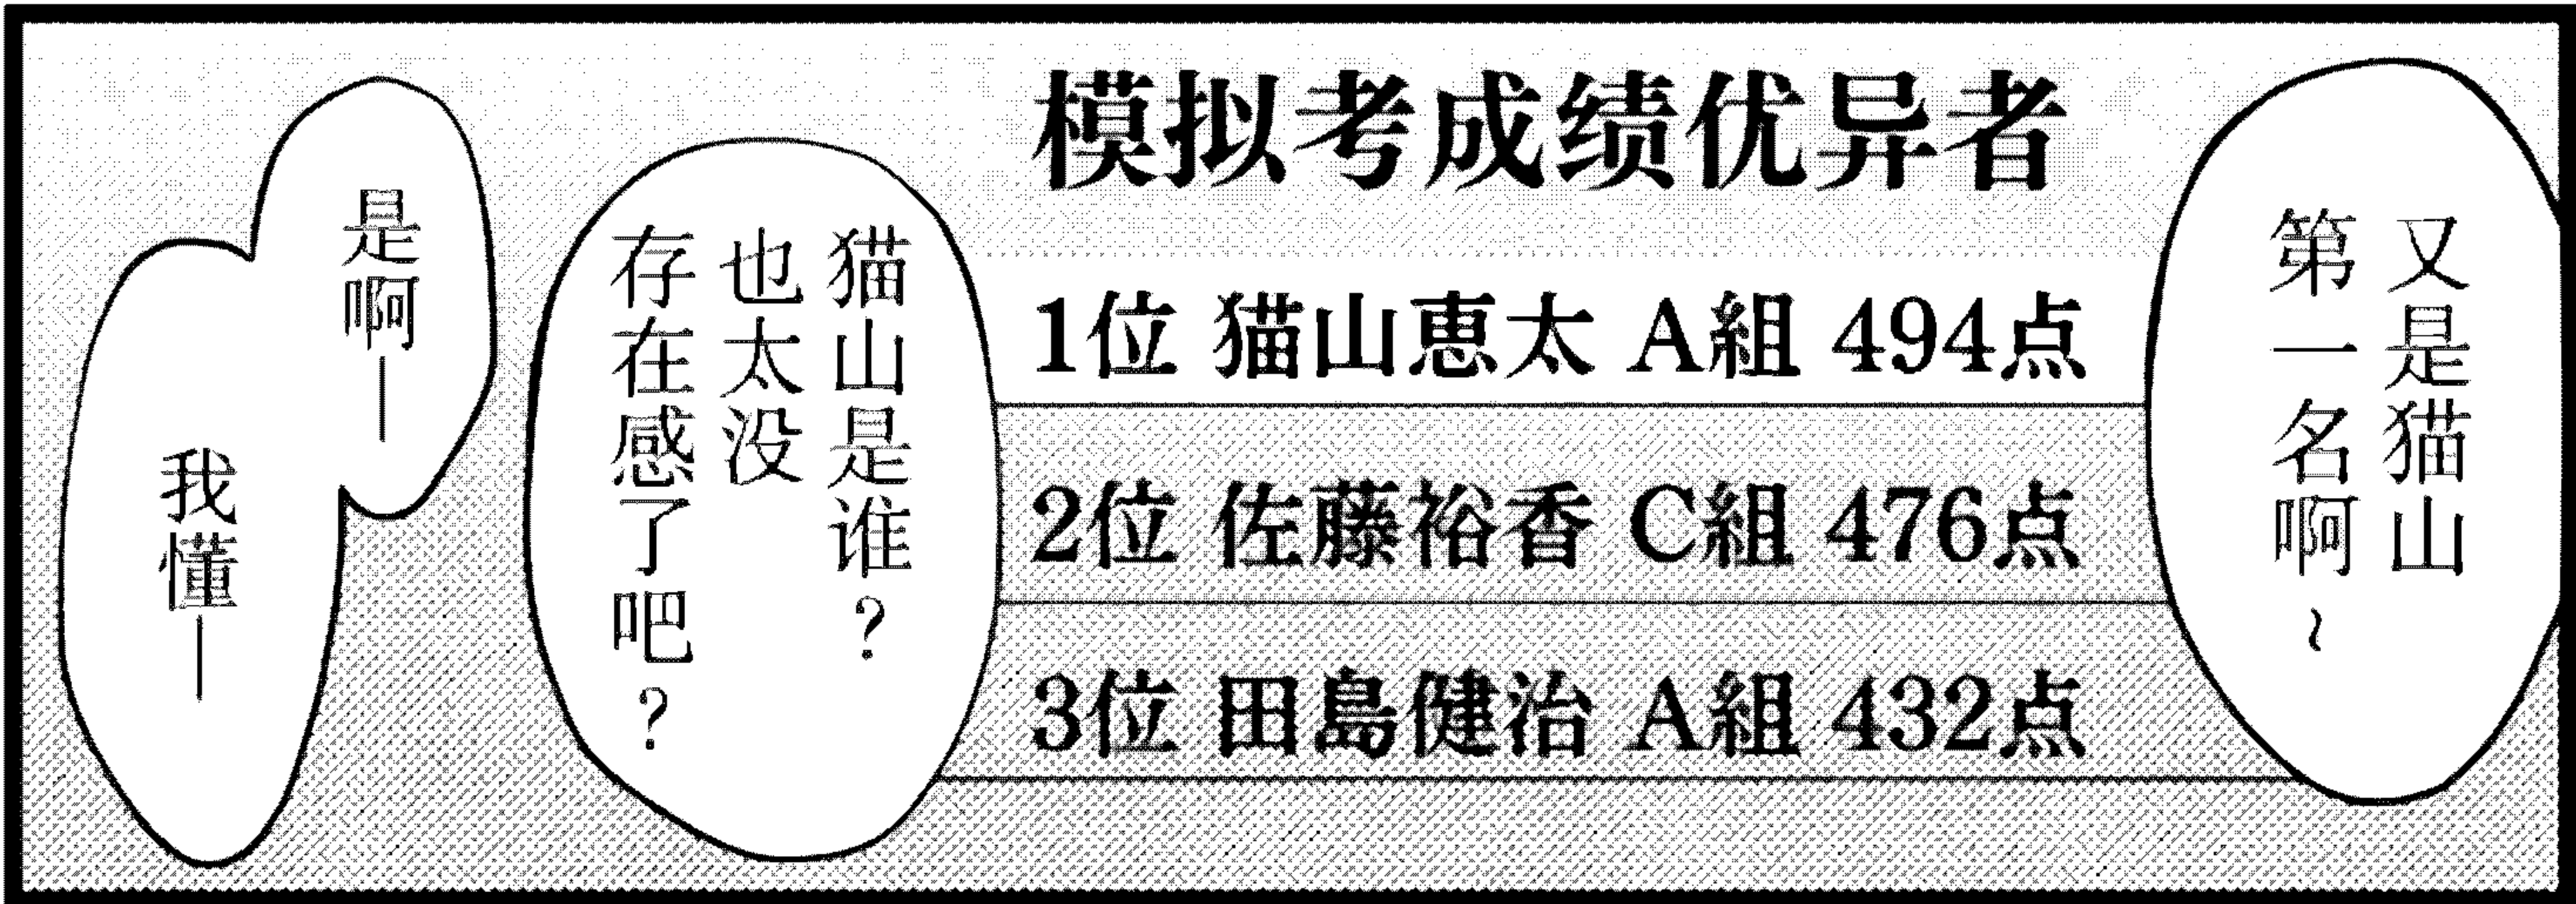 又是猫山
第一名啊~
模拟考成绩优异者
1位 猫山恵太 A組 494点
2位 佐藤裕香 C組 476点
3位 田島健治 A組 432点
猫山是谁？
也太没
存在感了吧？
是啊—
我懂—